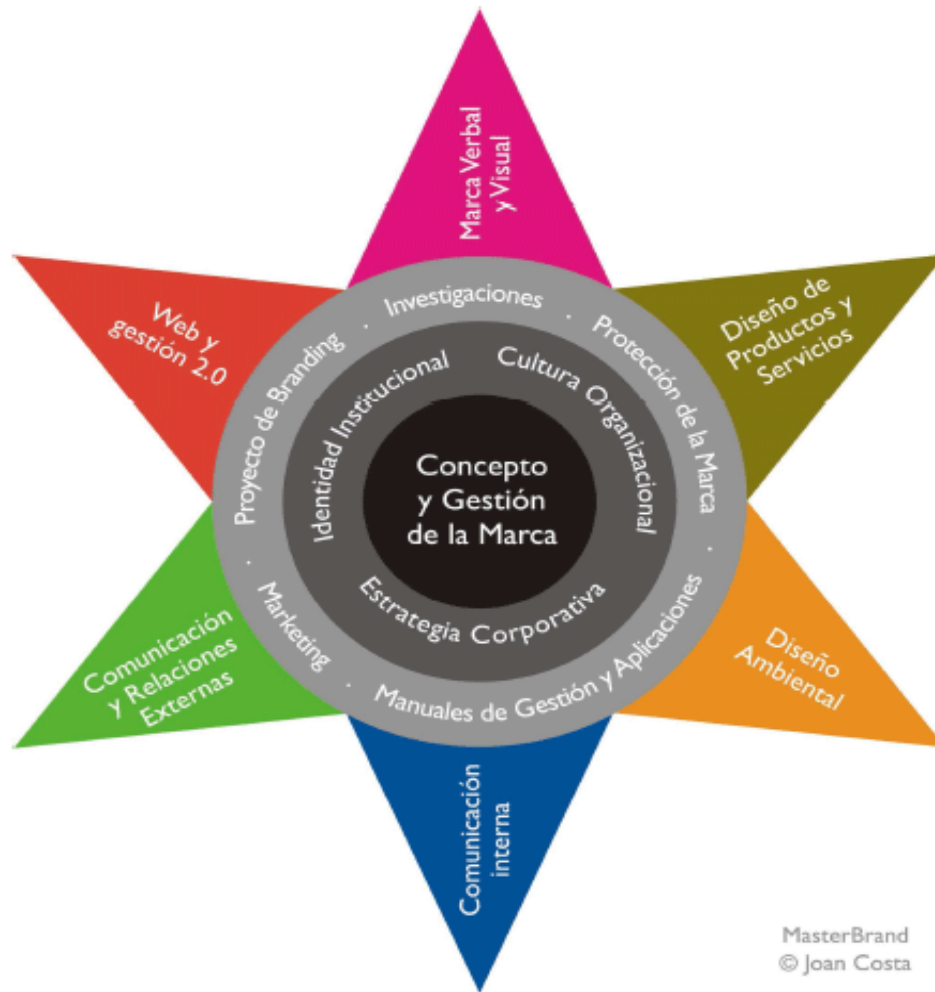 Marca Verbal
y Visual
Web y
gestión 2.0
Diseño de
Productos y
Servicios
Proyecto de Branding · Investigaciones · Protección de la Marca ·
Identidad Institucional
Cultura Organizacional
Concepto
y Gestión
de la Marca
Estrategia Corporativa
· Marketing · Manuales de Gestión y Aplicaciones
Comunicación
y Relaciones
Externas
Diseño
Ambiental
Comunicación
interna
MasterBrand
© Joan Costa